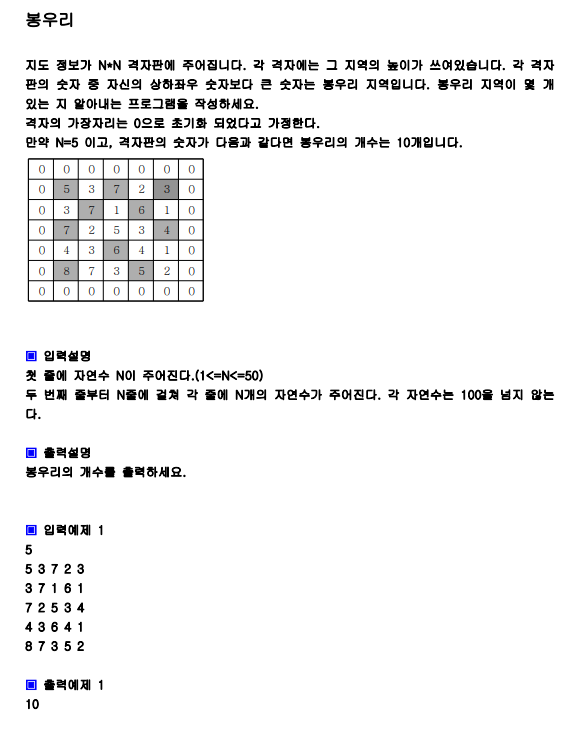 봉우리
지도 정보가 N*N 격자판에 주어집니다. 각 격자에는 그 지역의 높이가 쓰여있습니다. 각 격자
판의 숫자 중 자신의 상하좌우 숫자보다 큰 숫자는 봉우리 지역입니다. 봉우리 지역이 몇 개
있는 지 알아내는 프로그램을 작성하세요.
격자의 가장자리는 0으로 초기화 되었다고 가정한다.
만약 N=5 이고, 격자판의 숫자가 다음과 같다면 봉우리의 개수는 10개입니다.
0 0 0 0 0 0 0
0 5 3 7 2 3 0
0 3 7 1 6 1 0
0 7 2 5 3 4 0
0 4 3 6 4 1 0
0 8 7 3 5 2 0
0 0 0 0 0 0 0
▣ 입력설명
첫 줄에 자연수 N이 주어진다.(1<=N<=50)
두 번째 줄부터 N줄에 걸쳐 각 줄에 N개의 자연수가 주어진다. 각 자연수는 100을 넘지 않는
다.
▣ 출력설명
봉우리의 개수를 출력하세요.
▣ 입력예제 1
5
5 3 7 2 3
3 7 1 6 1
7 2 5 3 4
4 3 6 4 1
8 7 3 5 2
▣ 출력예제 1
10